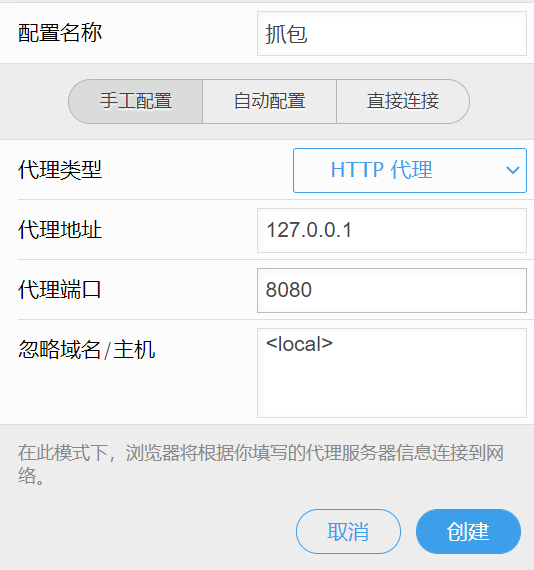 配置名称 抓包
手工配置 自动配置 直接连接
代理类型 HTTP 代理
代理地址 127.0.0.1
代理端口 8080
忽略域名/主机 <local>
在此模式下，浏览器将根据你填写的代理服务器信息连接到网
络。
取消 创建